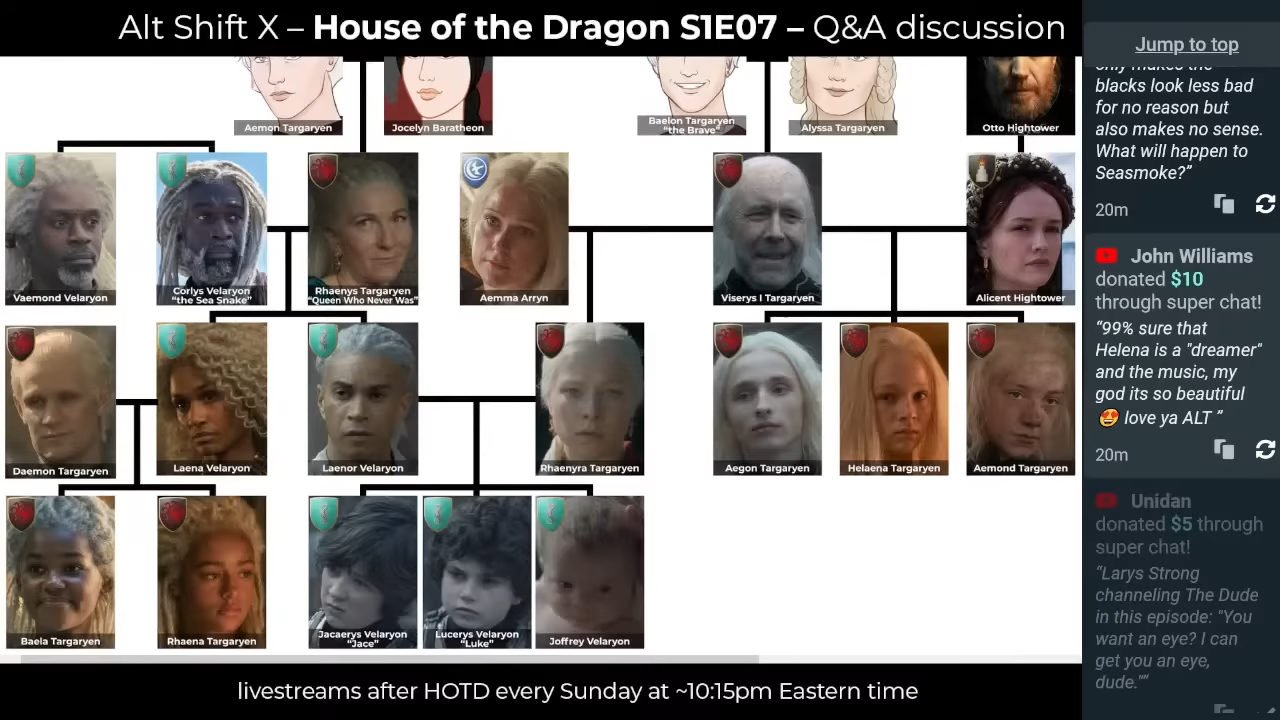 Alt Shift X – House of the Dragon S1E07 – Q&A discussion
Aemon Targaryen
Jocelyn Baratheon
Baelon Targaryen
"the Brave"
Alyssa Targaryen
Otto Hightower
Vaemond Velaryon
Corlys Velaryon
"the Sea Snake"
Rhaenys Targaryen
"Queen Who Never Was"
Aemma Arryn
Viserys I Targaryen
Alicent Hightower
Daemon Targaryen
Laena Velaryon
Laenor Velaryon
Rhaenyra Targaryen
Aegon Targaryen
Helaena Targaryen
Aemond Targaryen
Baela Targaryen
Rhaena Targaryen
Jacaerys Velaryon
"Jace"
Lucerys Velaryon
"Luke"
Joffrey Velaryon
livestreams after HOTD every Sunday at ~10:15pm Eastern time
Jump to top
only makes the
blacks look less bad
for no reason but
also makes no sense.
What will happen to
Seasmoke?”
20m
John Williams
donated $10
through super chat!
“99% sure that
Helena is a "dreamer"
and the music, my
god its so beautiful
😍 love ya ALT ”
20m
Unidan
donated $5 through
super chat!
“Larys Strong
channeling The Dude
in this episode: "You
want an eye? I can
get you an eye,
dude."”